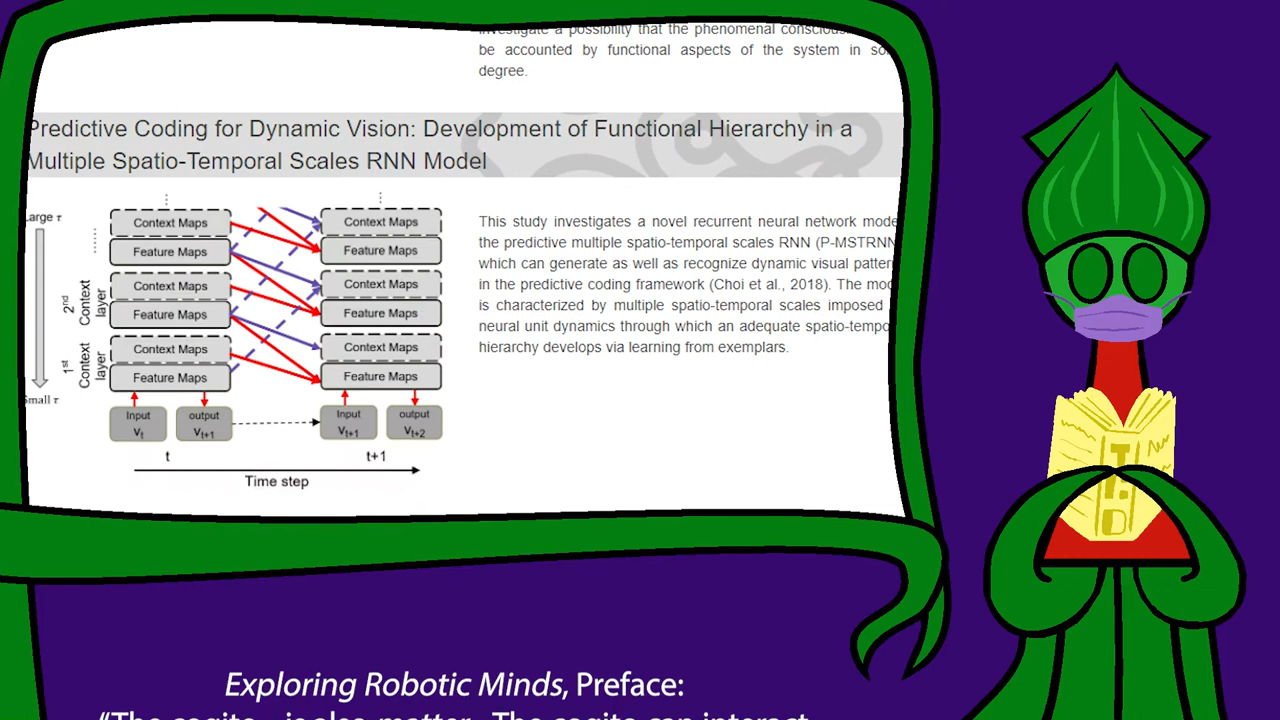 be accounted by functional aspects of the system in
degree.
Predictive Coding for Dynamic Vision: Development of Functional Hierarchy in a
Multiple Spatio-Temporal Scales RNN Model
Large τ
Small τ
2nd
Context
layer
1st
Context
layer
Context Maps
Feature Maps
Context Maps
Feature Maps
Context Maps
Feature Maps
Input
vt
output
vt+1
Context Maps
Feature Maps
Context Maps
Feature Maps
Context Maps
Feature Maps
Input
vt+1
output
vt+2
t
t+1
Time step
This study investigates a novel recurrent neural network
the predictive multiple spatio-temporal scales RNN (P-MSTRNN
which can generate as well as recognize dynamic visual
in the predictive coding framework (Choi et al., 2018). The
is characterized by multiple spatio-temporal scales imposed
neural unit dynamics through which an adequate
hierarchy develops via learning from exemplars.
Exploring Robotic Minds, Preface: